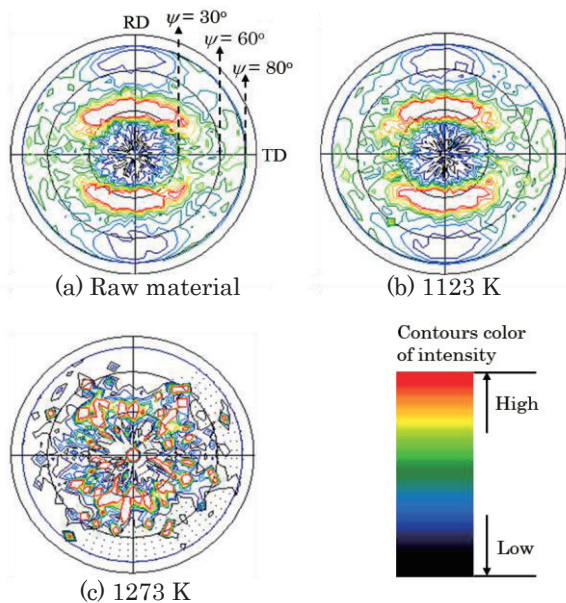 RD
ψ = 30°
ψ = 60°
ψ = 80°
TD
(a) Raw material
(b) 1123 K
(c) 1273 K
Contours color
of intensity
High
Low